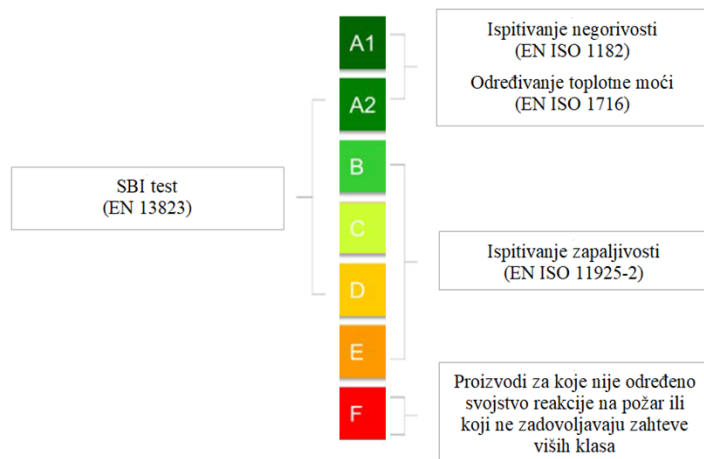 SBI test
(EN 13823)
A1
A2
B
C
D
E
F
Ispitivanje negorivosti
(EN ISO 1182)
Određivanje toplotne moći
(EN ISO 1716)
Ispitivanje zapaljivosti
(EN ISO 11925-2)
Proizvodi za koje nije određeno
svojstvo reakcije na požar ili
koji ne zadovoljavaju zahteve
viših klasa